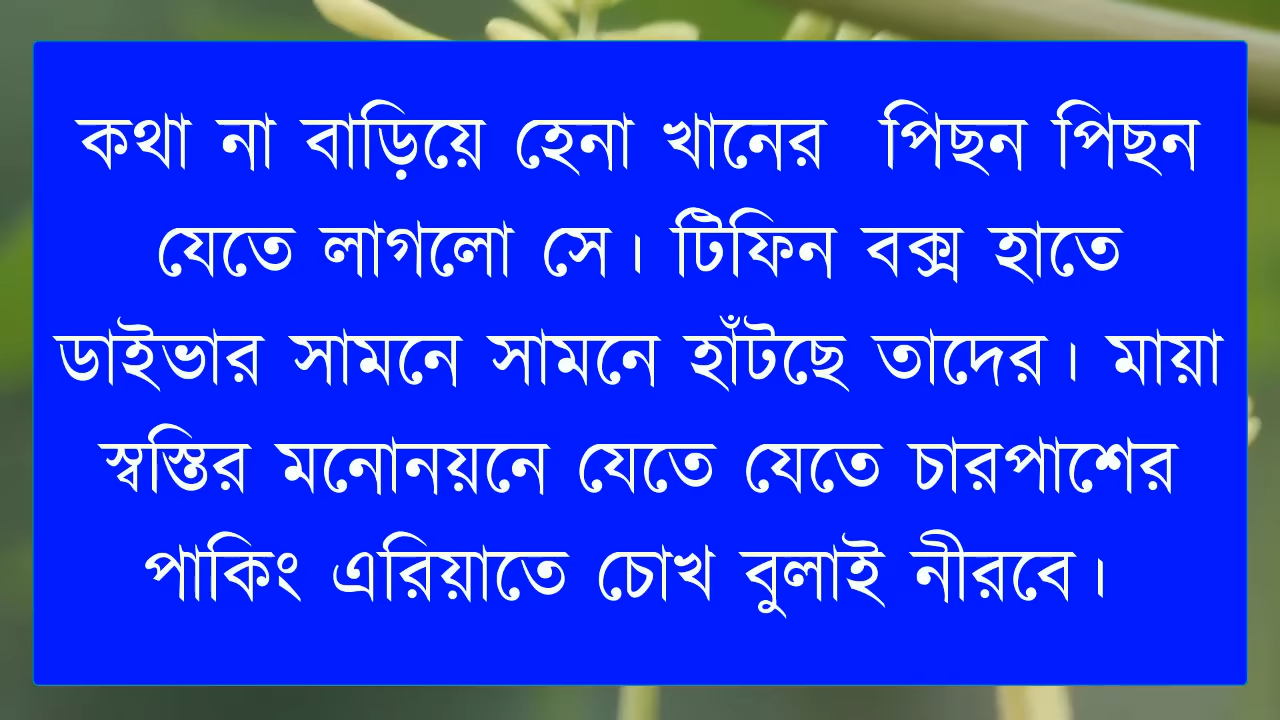 কথা না বাড়িয়ে হেনা খানের  পিছন পিছন
যেতে লাগলো সে। টিফিন বক্স হাতে
ডাইভার সামনে সামনে হাঁটছে তাদের। মায়া
স্বস্তির মনোনয়নে যেতে যেতে চারপাশের
পাকিং এরিয়াতে চোখ বুলাই নীরবে।